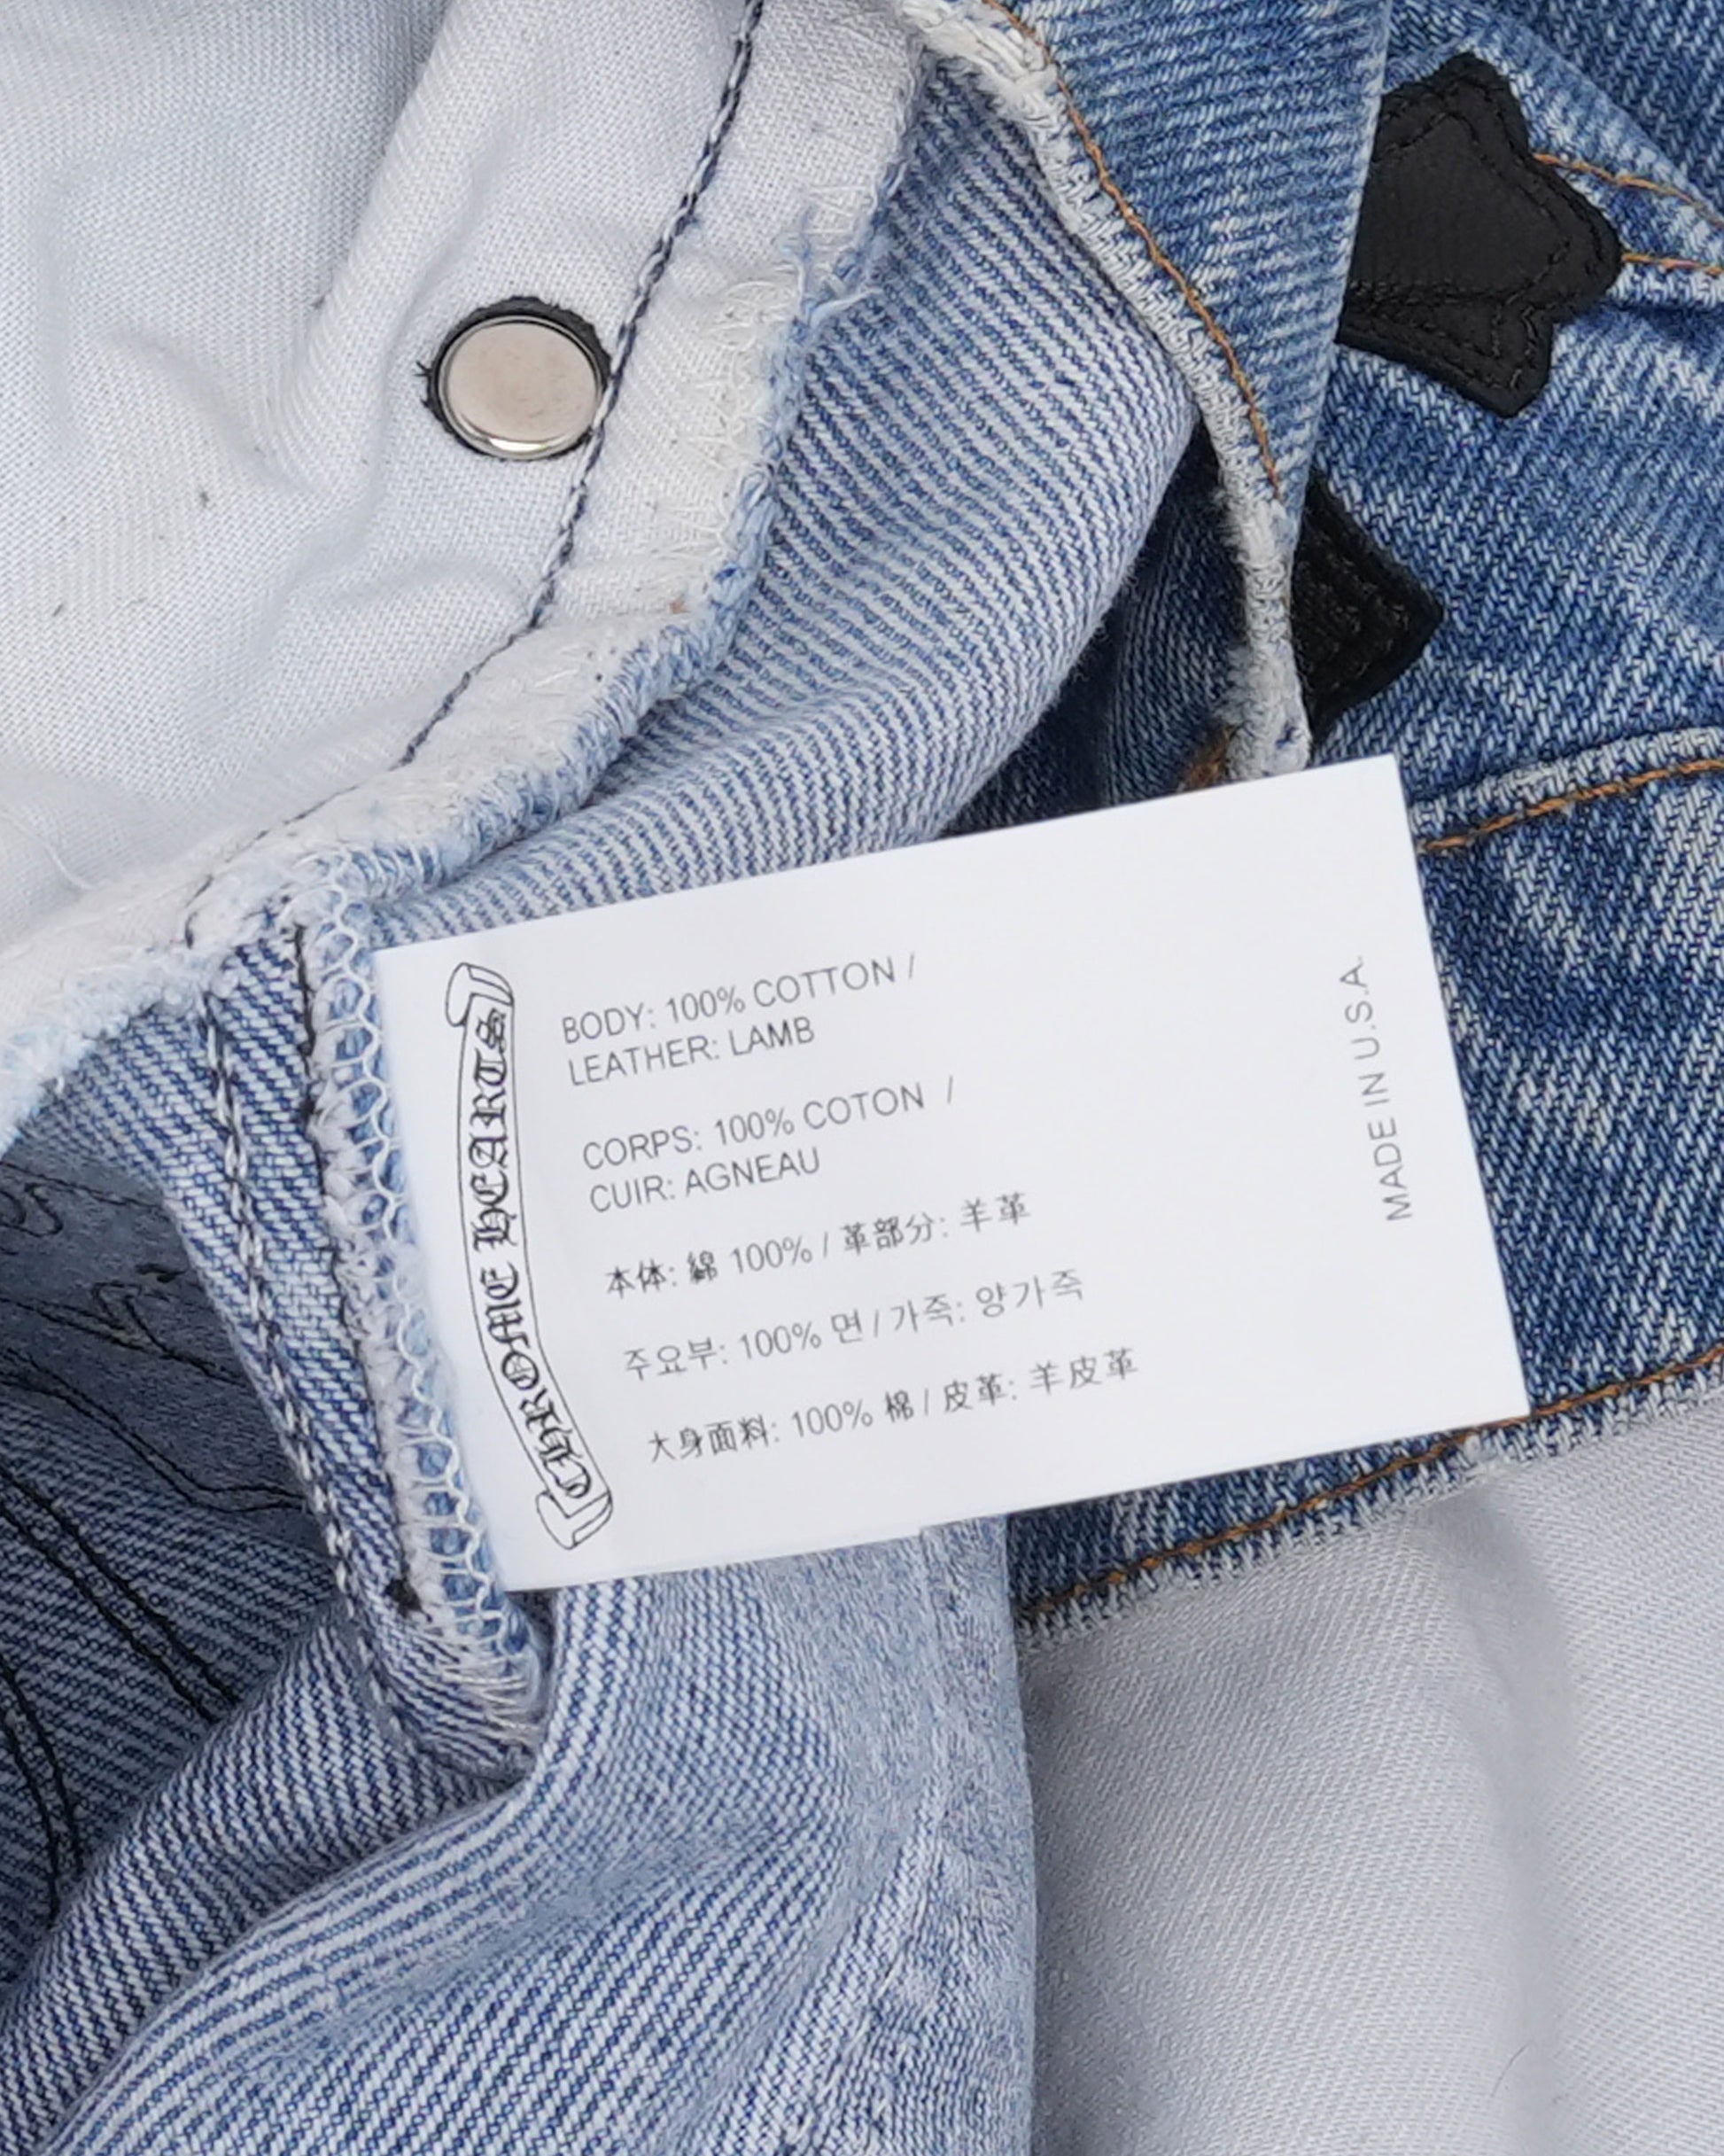 CHROME HEARTS
BODY: 100% COTTON /
LEATHER: LAMB
CORPS: 100% COTON /
CUIR: AGNEAU
本体: 綿 100% / 革部分: 羊革
주요부: 100% 면 / 가죽: 양가죽
大身面料: 100% 棉 / 皮革: 羊皮革
MADE IN U.S.A.